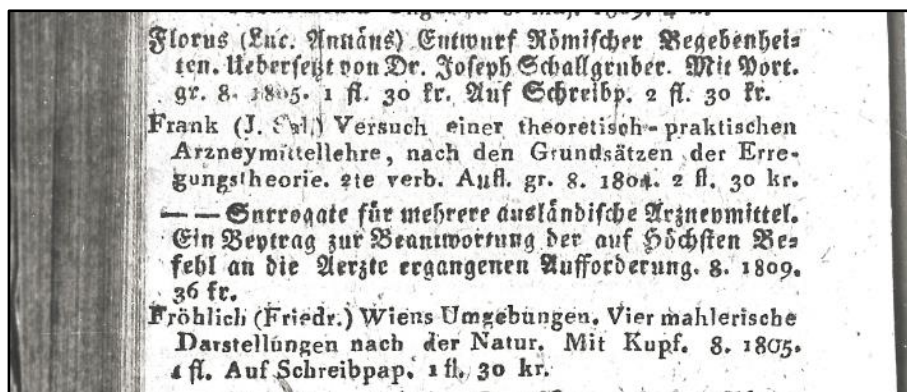 Florus (Luc. Annäus) Entwurf Römischer Begebenhei=
ten. Uebersetzt von Dr. Joseph Schallgruber. Mit Port.
gr. 8. 1805. 1 fl. 30 kr. Auf Schreibp. 2 fl. 30 kr.
Frank (J. Sal.) Versuch einer theoretisch-praktischen
Arzneymittellehre, nach den Grundsätzen der Erre-
gungstheorie. 2te verb. Aufl. gr. 8. 1804. 2 fl. 30 kr.
— — Surrogate für mehrere ausländische Arzneymittel.
Ein Beytrag zur Beantwortung der auf Höchsten Be=
fehl an die Aerzte ergangenen Aufforderung. 8. 1809.
36 kr.
Fröhlich (Friedr.) Wiens Umgebungen. Vier mahlerische
Darstellungen nach der Natur. Mit Kupf. 8. 1805.
1 fl. Auf Schreibpap. 1 fl. 30 kr.